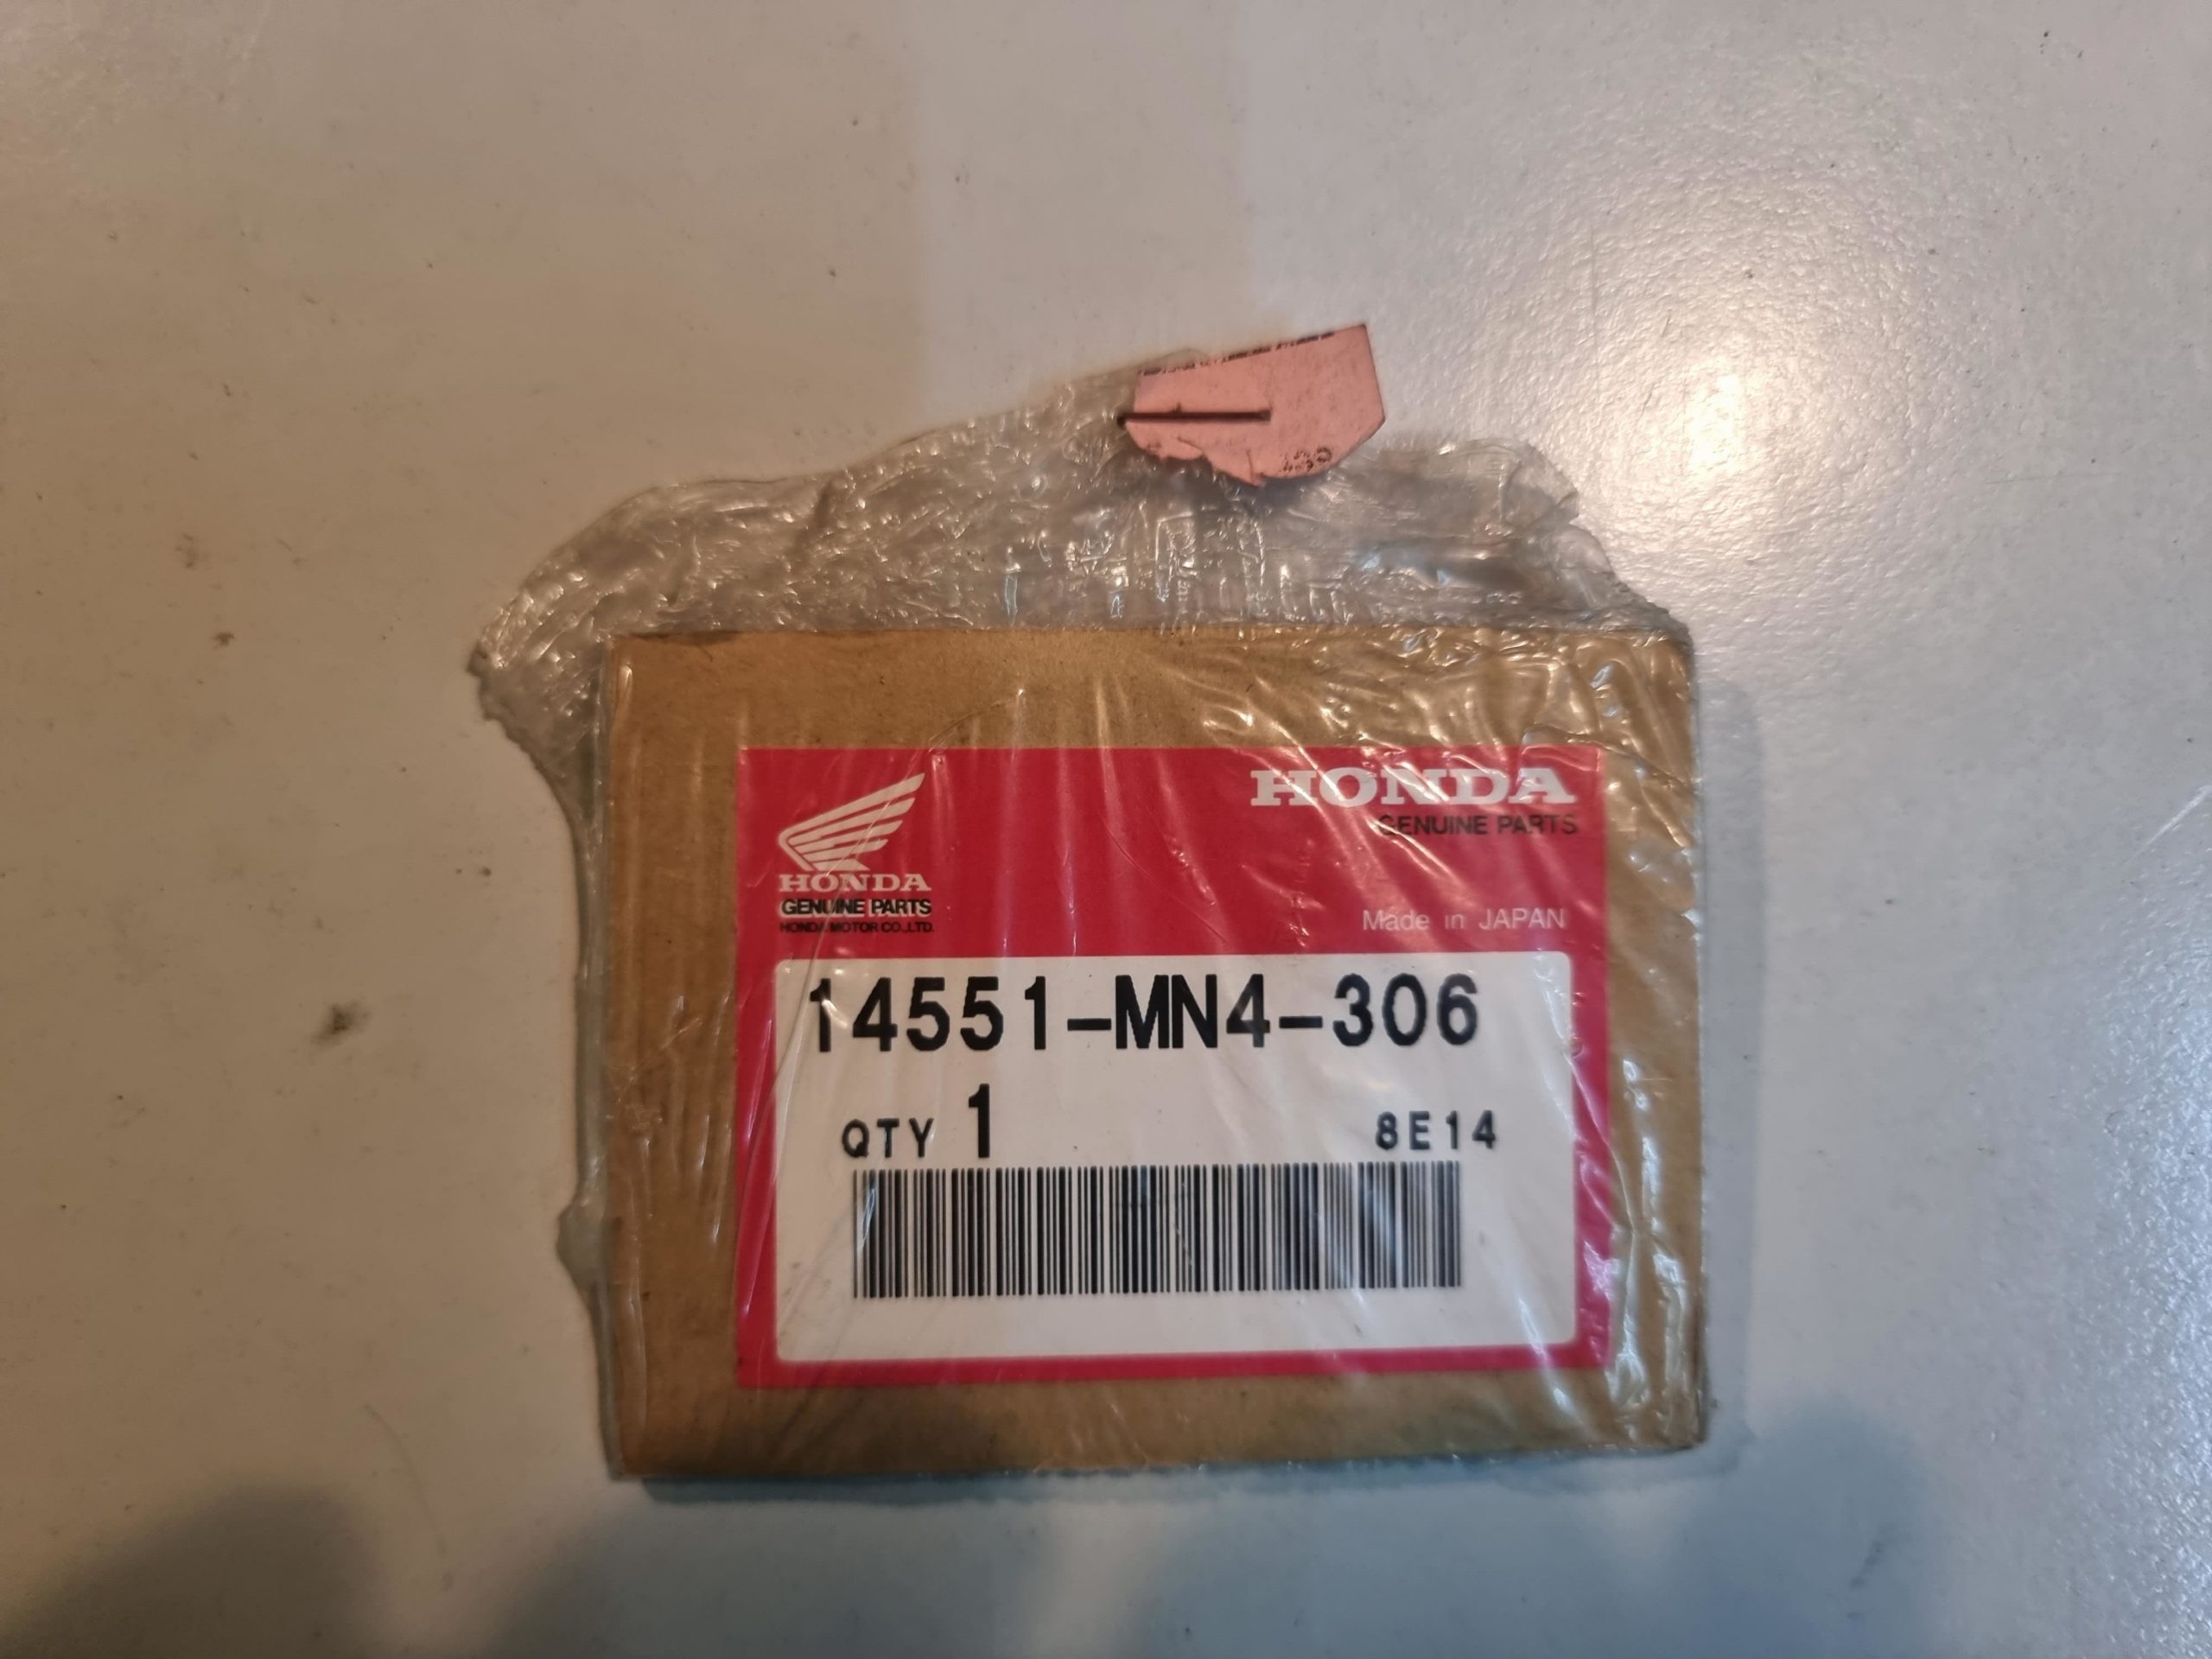 HONDA
GENUINE PARTS
HONDA
GENUINE PARTS
HONDA MOTOR CO.,LTD.
Made in JAPAN
14551-MN4-306
QTY 1
8E14